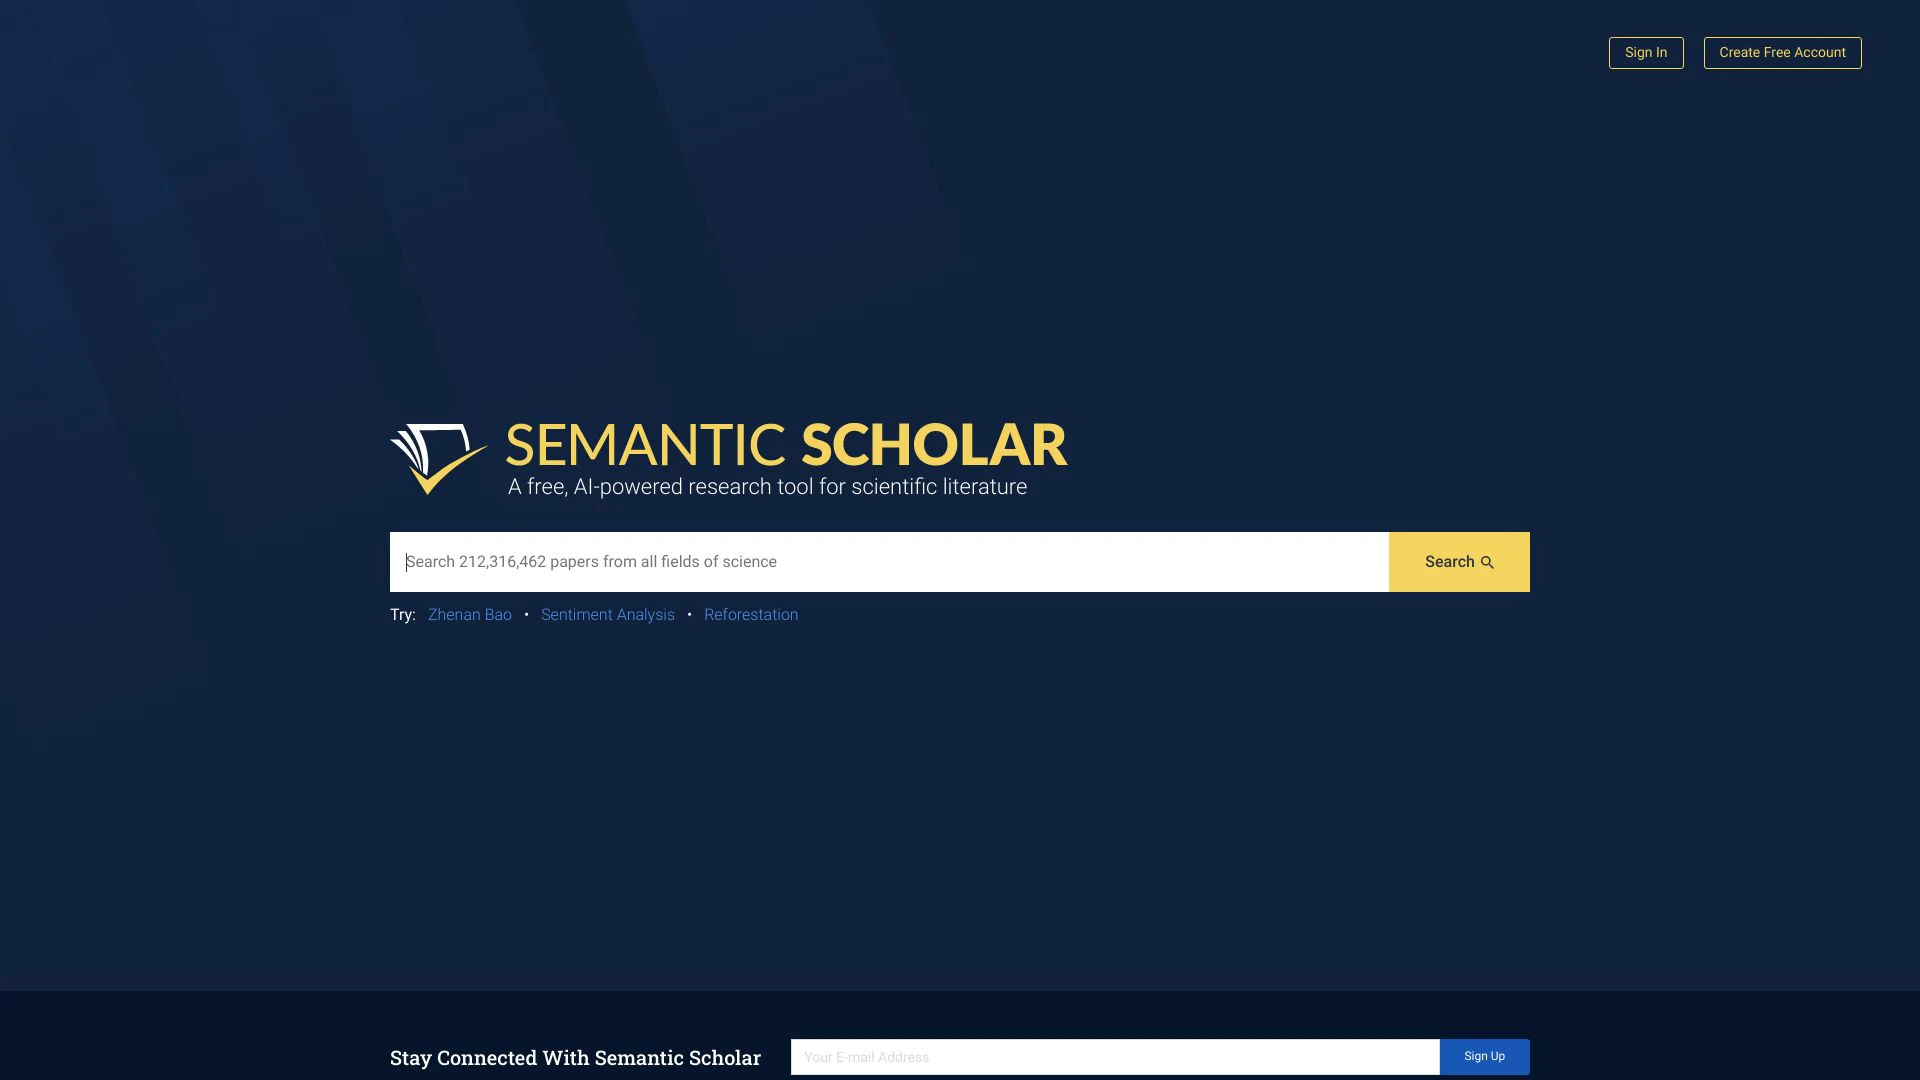 Sign In
Create Free Account
SEMANTIC SCHOLAR
A free, AI-powered research tool for scientific literature
Search 212,316,462 papers from all fields of science
Search
Try: Zhenan Bao • Sentiment Analysis • Reforestation
Stay Connected With Semantic Scholar
Your E-mail Address
Sign Up